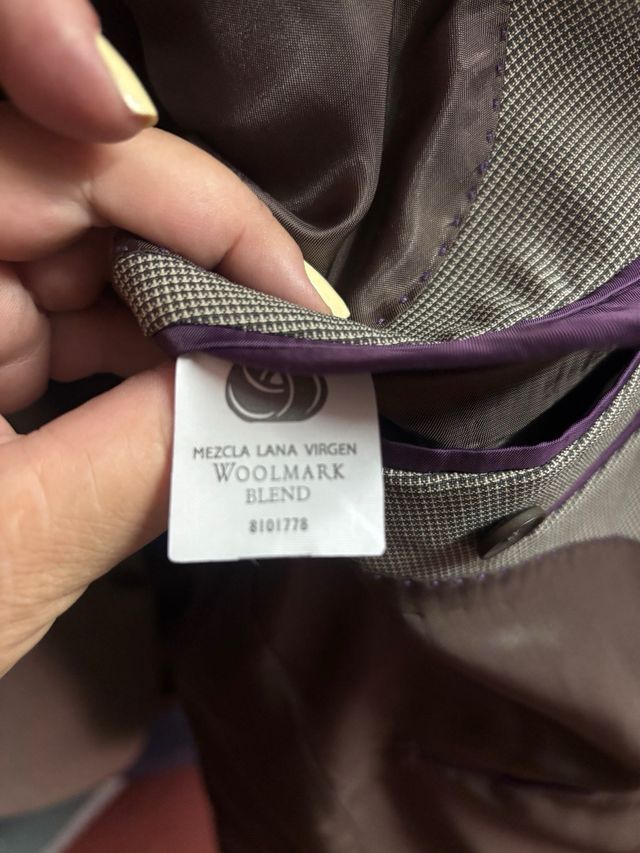 MEZCLA LANA VIRGEN
WOOLMARK
BLEND
8101778